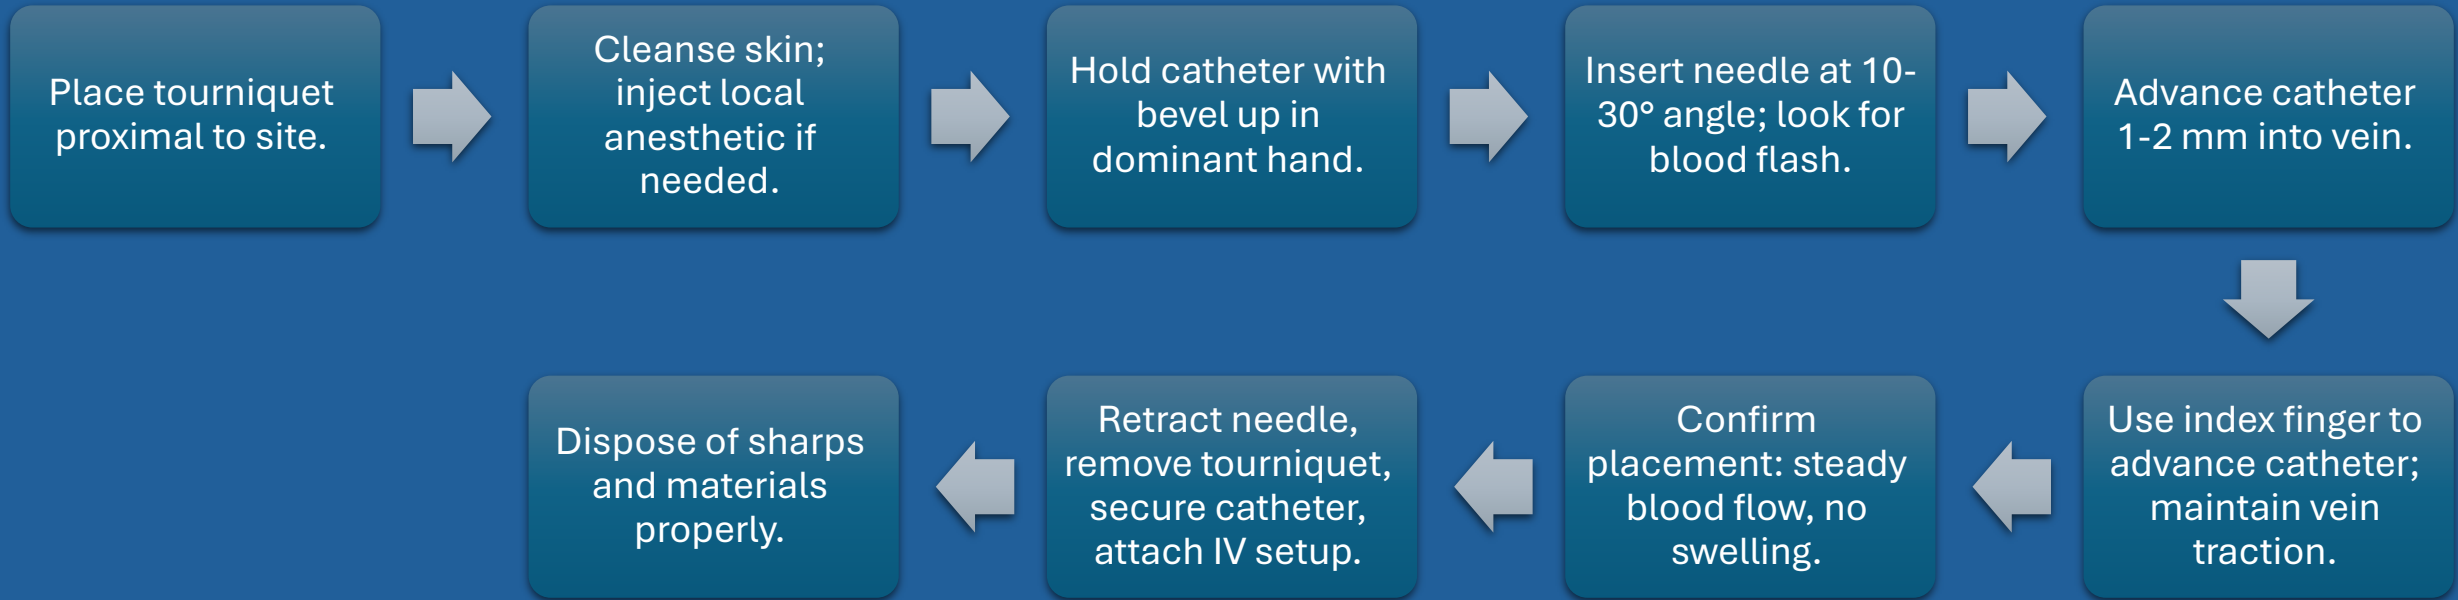 Place tourniquet
proximal to site.
Cleanse skin;
inject local
anesthetic if
needed.
Hold catheter with
bevel up in
dominant hand.
Insert needle at 10-
30° angle; look for
blood flash.
Advance catheter
1-2 mm into vein.
Use index finger to
advance catheter;
maintain vein
traction.
Confirm
placement: steady
blood flow, no
swelling.
Retract needle,
remove tourniquet,
secure catheter,
attach IV setup.
Dispose of sharps
and materials
properly.